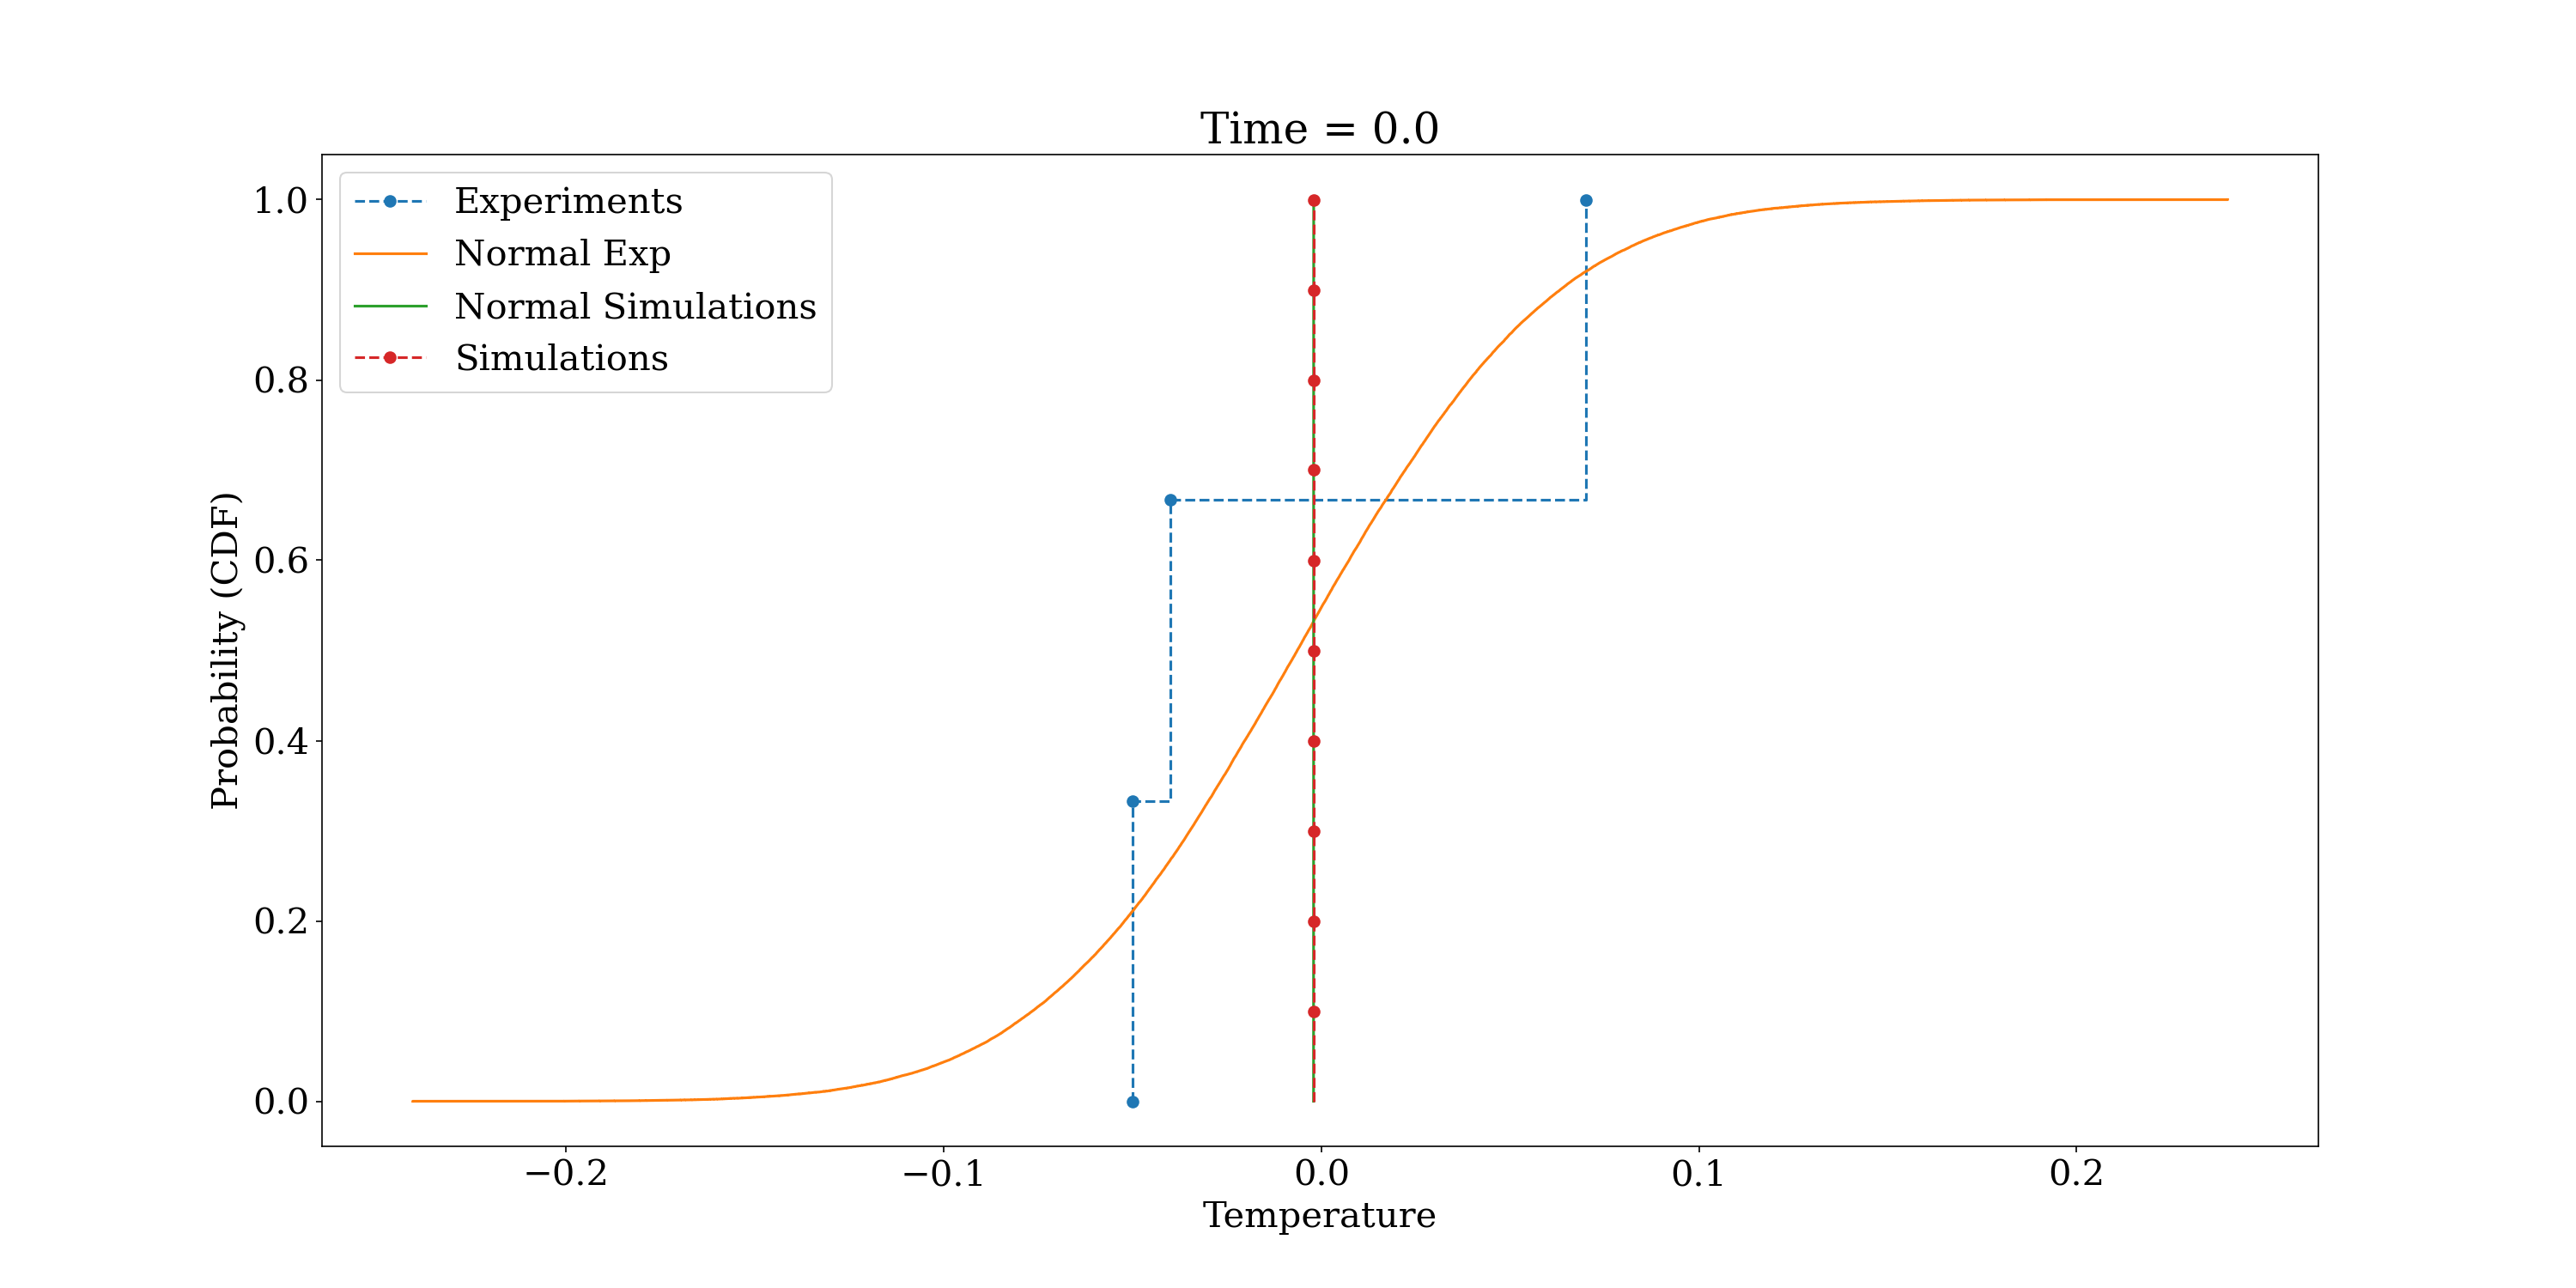 Time = 0.0
Experiments
Normal Exp
Normal Simulations
Simulations
1.0
0.8
0.6
0.4
0.2
0.0
Probability (CDF)
−0.2
−0.1
0.0
0.1
0.2
Temperature